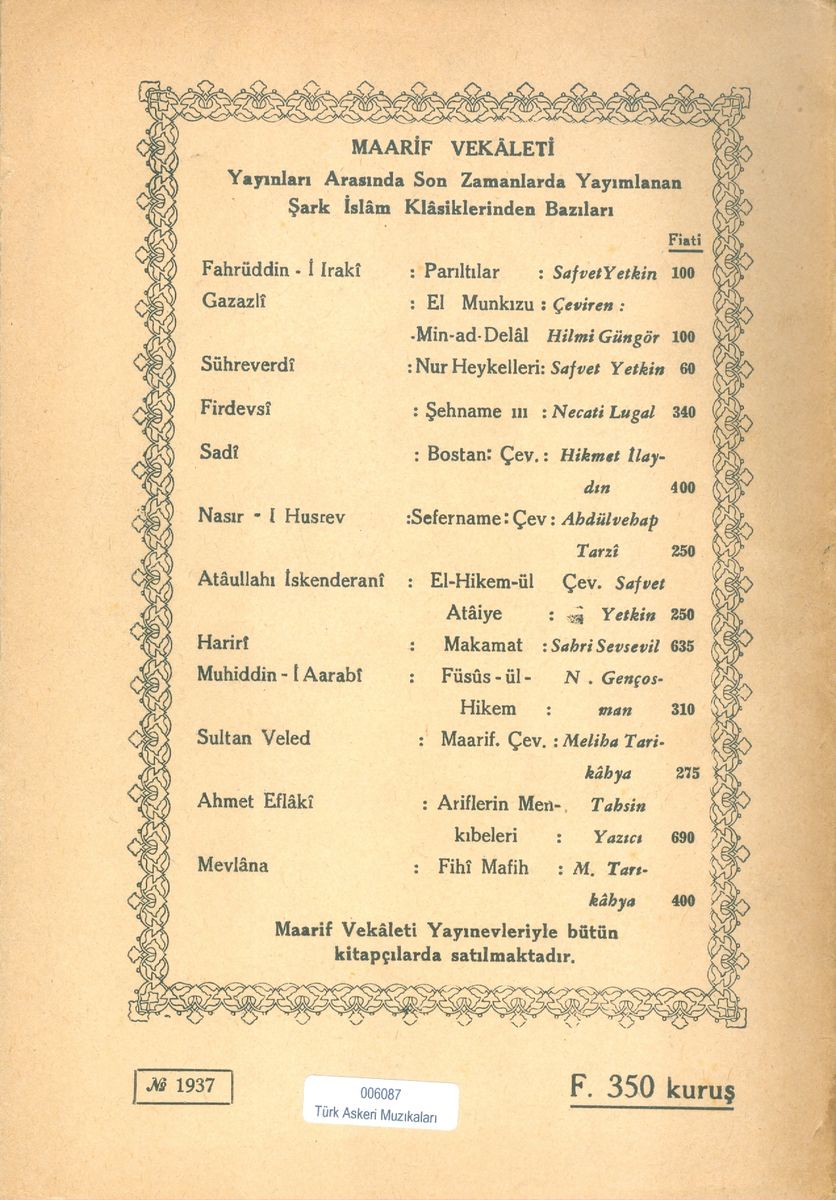 MAARİF VEKÂLETİ
Yayınları Arasında Son Zamanlarda Yayımlanan
Şark İslâm Klâsiklerinden Bazıları
Fiati
Fahrüddin - İ Irakî : Parıltılar : SafvetYetkin 100
Gazazlî : El Munkızu : Çeviren :
-Min-ad-Delâl Hilmi Güngör 100
Sühreverdî : Nur Heykelleri: Safvet Yetkin 60
Firdevsî : Şehname III : Necati Lugal 340
Sadî : Bostan: Çev. : Hikmet İlay-
dın 400
Nasır - İ Husrev :Sefername: Çev : Abdülvehap
Tarzî 250
Atâullahı İskenderanî : El-Hikem-ül Çev. Safvet
Atâiye : Yetkin 250
Harirî : Makamat : Sabri Sevsevil 635
Muhiddin - İ Aarabî : Füsûs - ül - N . Genços-
Hikem : man 310
Sultan Veled : Maarif. Çev. : Meliha Tari-
kâhya 275
Ahmet Eflâkî : Ariflerin Men- Tahsin
kıbeleri : Yazıcı 690
Mevlâna : Fihî Mafih : M. Tarı-
kâhya 400
Maarif Vekâleti Yayınevleriyle bütün
kitapçılarda satılmaktadır.
№ 1937
006087
Türk Askeri Muzıkaları
F. 350 kuruş